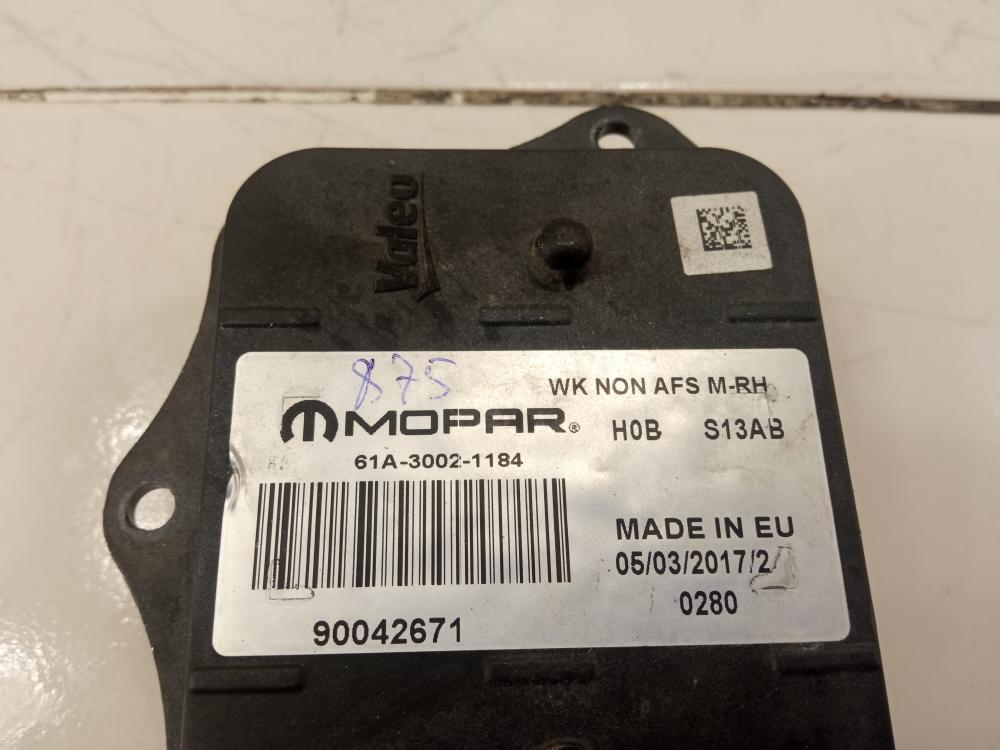 Valeo
875
WK NON AFS M-RH
MOPAR®
H0B S13AB
61A-3002-1184
MADE IN EU
05/03/2017/2
0280
90042671